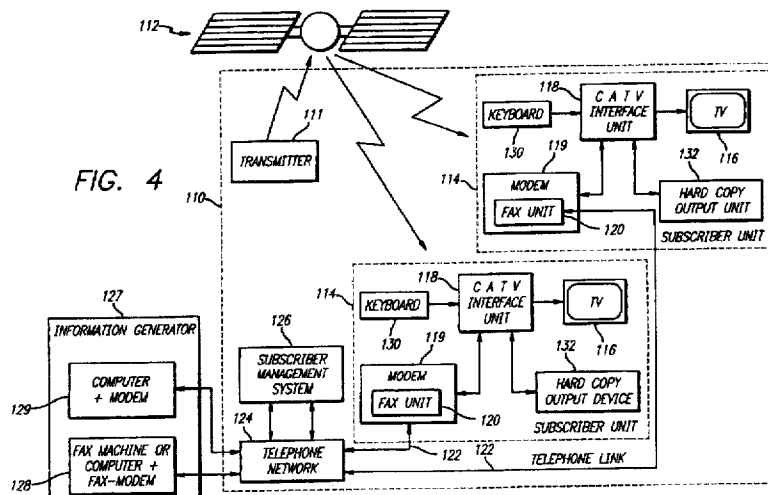 112
118
C A T V
INTERFACE
UNIT
KEYBOARD
130
TV
116
111
TRANSMITTER
119
132
FIG. 4
114
MODEM
FAX UNIT
120
HARD COPY
OUTPUT UNIT
110
SUBSCRIBER UNIT
118
C A T V
INTERFACE
UNIT
114
KEYBOARD
130
TV
116
127
INFORMATION GENERATOR
126
SUBSCRIBER
MANAGEMENT
SYSTEM
119
132
MODEM
FAX UNIT
120
HARD COPY
OUTPUT DEVICE
COMPUTER
+ MODEM
129
124
SUBSCRIBER UNIT
TELEPHONE
NETWORK
122
122
TELEPHONE LINK
FAX MACHINE OR
COMPUTER +
FAX-MODEM
128